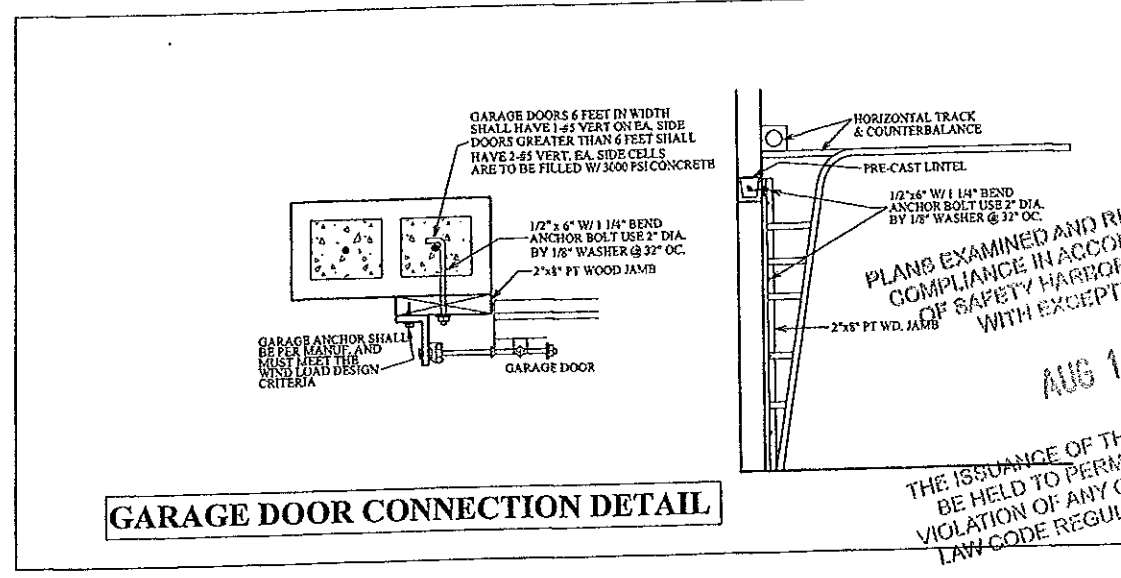 GARAGE DOORS 6 FEET IN WIDTH
SHALL HAVE 1-#5 VERT ON EA. SIDE
DOORS GREATER THAN 6 FEET SHALL
HAVE 2-#5 VERT, EA. SIDE CELLS
ARE TO BE FILLED W/ 3000 PSI CONCRETE
1/2" x 6" W/ 1 1/4" BEND
ANCHOR BOLT USE 2" DIA.
BY 1/8" WASHER @ 32" OC.
2"x8" PT WOOD JAMB
GARAGE ANCHOR SHALL
BE PER MANUF. AND
MUST MEET THE
WIND LOAD DESIGN
CRITERIA
GARAGE DOOR
HORIZONTAL TRACK
& COUNTERBALANCE
PRE-CAST LINTEL
1/2"x6" W/ 1 1/4" BEND
ANCHOR BOLT USE 2" DIA.
BY 1/8" WASHER @ 32" OC.
2"x8" PT WD. JAMB
PLANS EXAMINED AND
COMPLIANCE IN
OF SAFETY
WITH
AUG 1
THE ISSUANCE OF
BE HELD TO
VIOLATION OF ANY
LAW CODE
GARAGE DOOR CONNECTION DETAIL